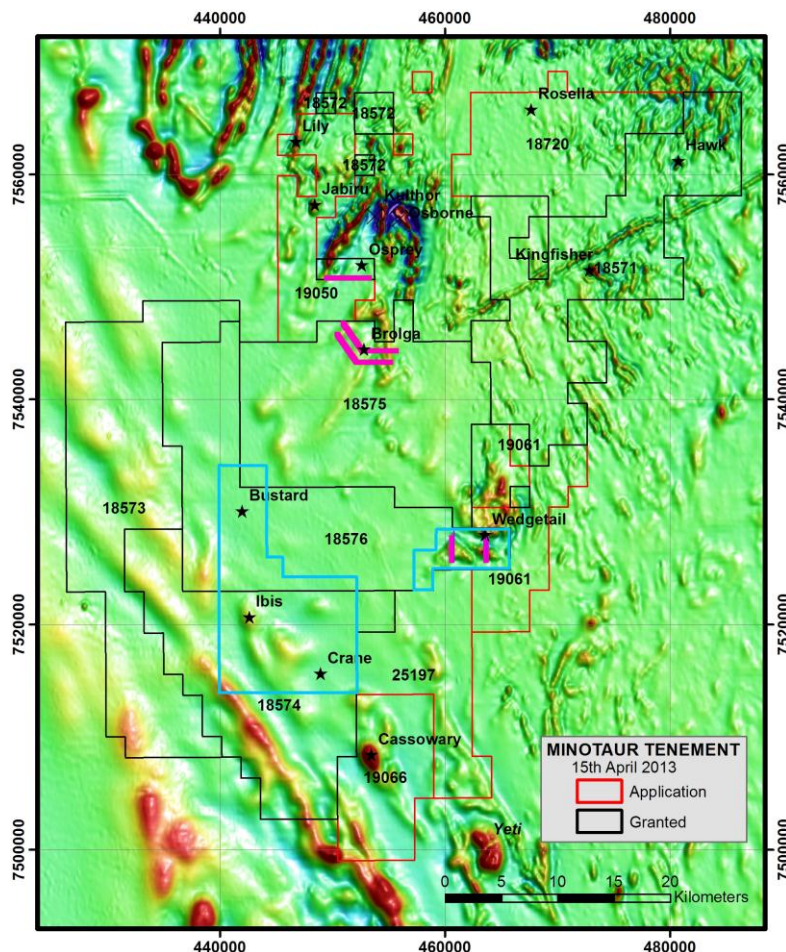 440000 460000 480000
7560000 7560000
7540000 7540000
7520000 7520000
7500000 7500000
18572
18572
Rosella
Lily
18720
Hawk
18572
Jabiru
Kulthor
Osborne
Osprey
Kingfisher
18571
19050
Brolga
18575
19061
18573
Bustard
Wedgetail
18576
19061
Ibis
Crane
25197
18574
Cassowary
19066
Yeti
MINOTAUR TENEMENT
15th April 2013
Application
Granted
0 5 10 15 20
Kilometers
440000 460000 480000